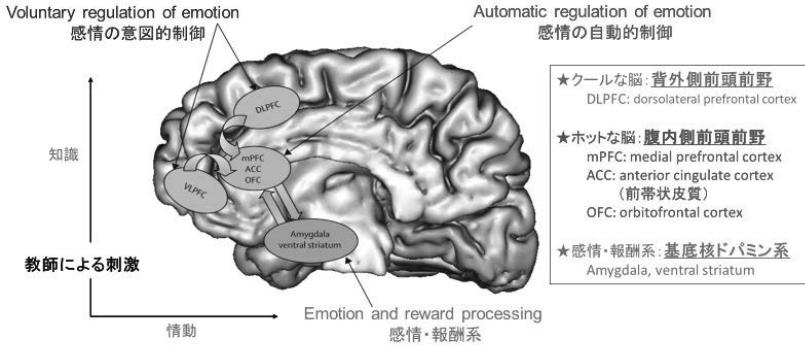 Voluntary regulation of emotion
感情の意図的制御
Automatic regulation of emotion
感情の自動的制御
DLPFC
mPFC
ACC
OFC
VLPFC
Amygdala
ventral striatum
知識
教師による刺激
情動
Emotion and reward processing
感情・報酬系
★クールな脳：背外側前頭前野
DLPFC: dorsolateral prefrontal cortex
★ホットな脳：腹内側前頭前野
mPFC: medial prefrontal cortex
ACC: anterior cingulate cortex
(前帯状皮質)
OFC: orbitofrontal cortex
★感情・報酬系：基底核ドパミン系
Amygdala, ventral striatum